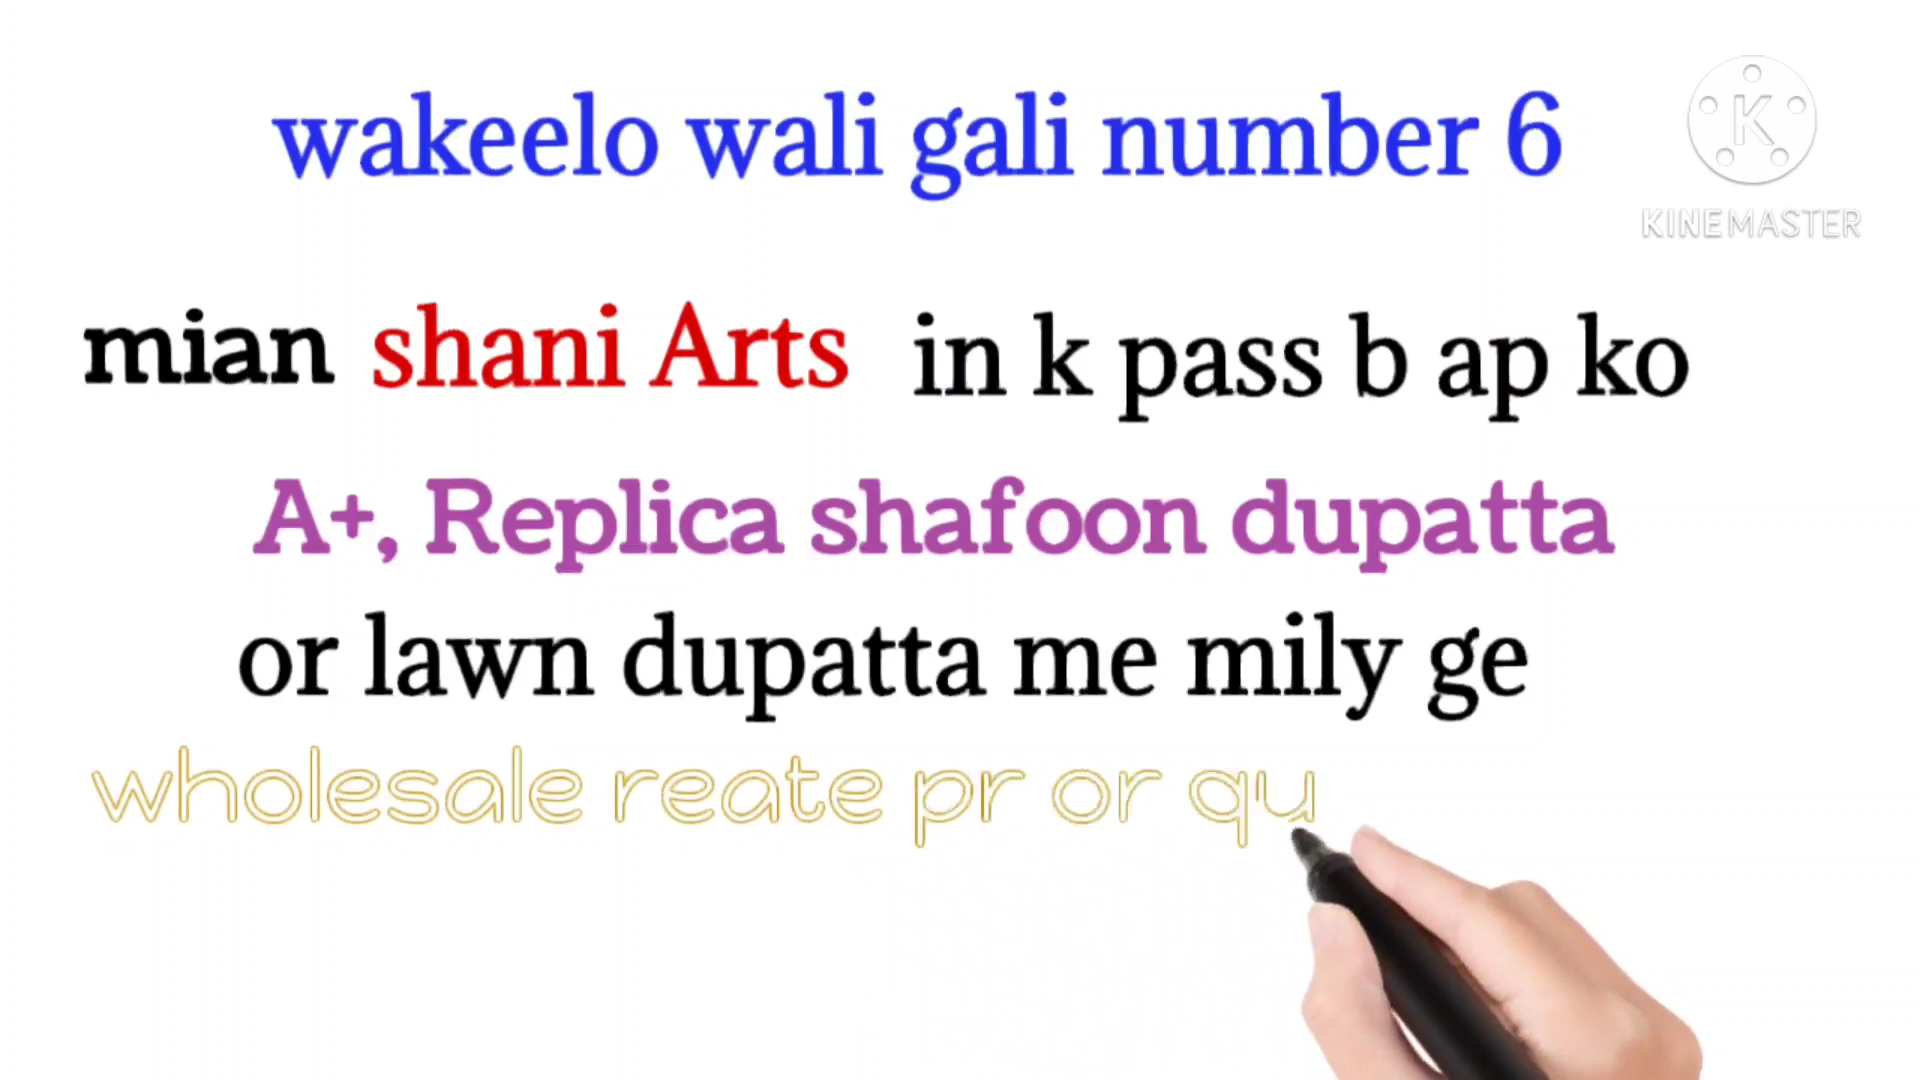 wakeelo wali gali number 6
K
KINEMASTER
mian shani Arts in k pass b ap ko
A+, Replica shafoon dupatta
or lawn dupatta me mily ge
wholesale reate pr or qu